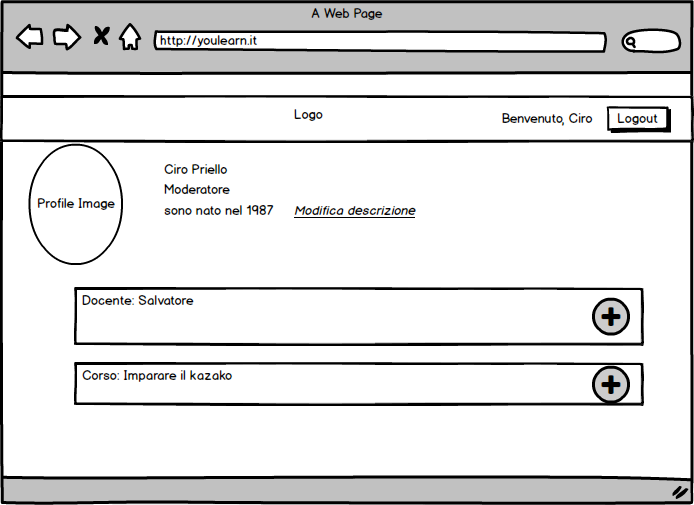 A Web Page
http://youlearn.it
Logo
Benvenuto, Ciro
Logout
Profile Image
Ciro Priello
Moderatore
sono nato nel 1987
Modifica descrizione
Docente: Salvatore
Corso: Imparare il kazako